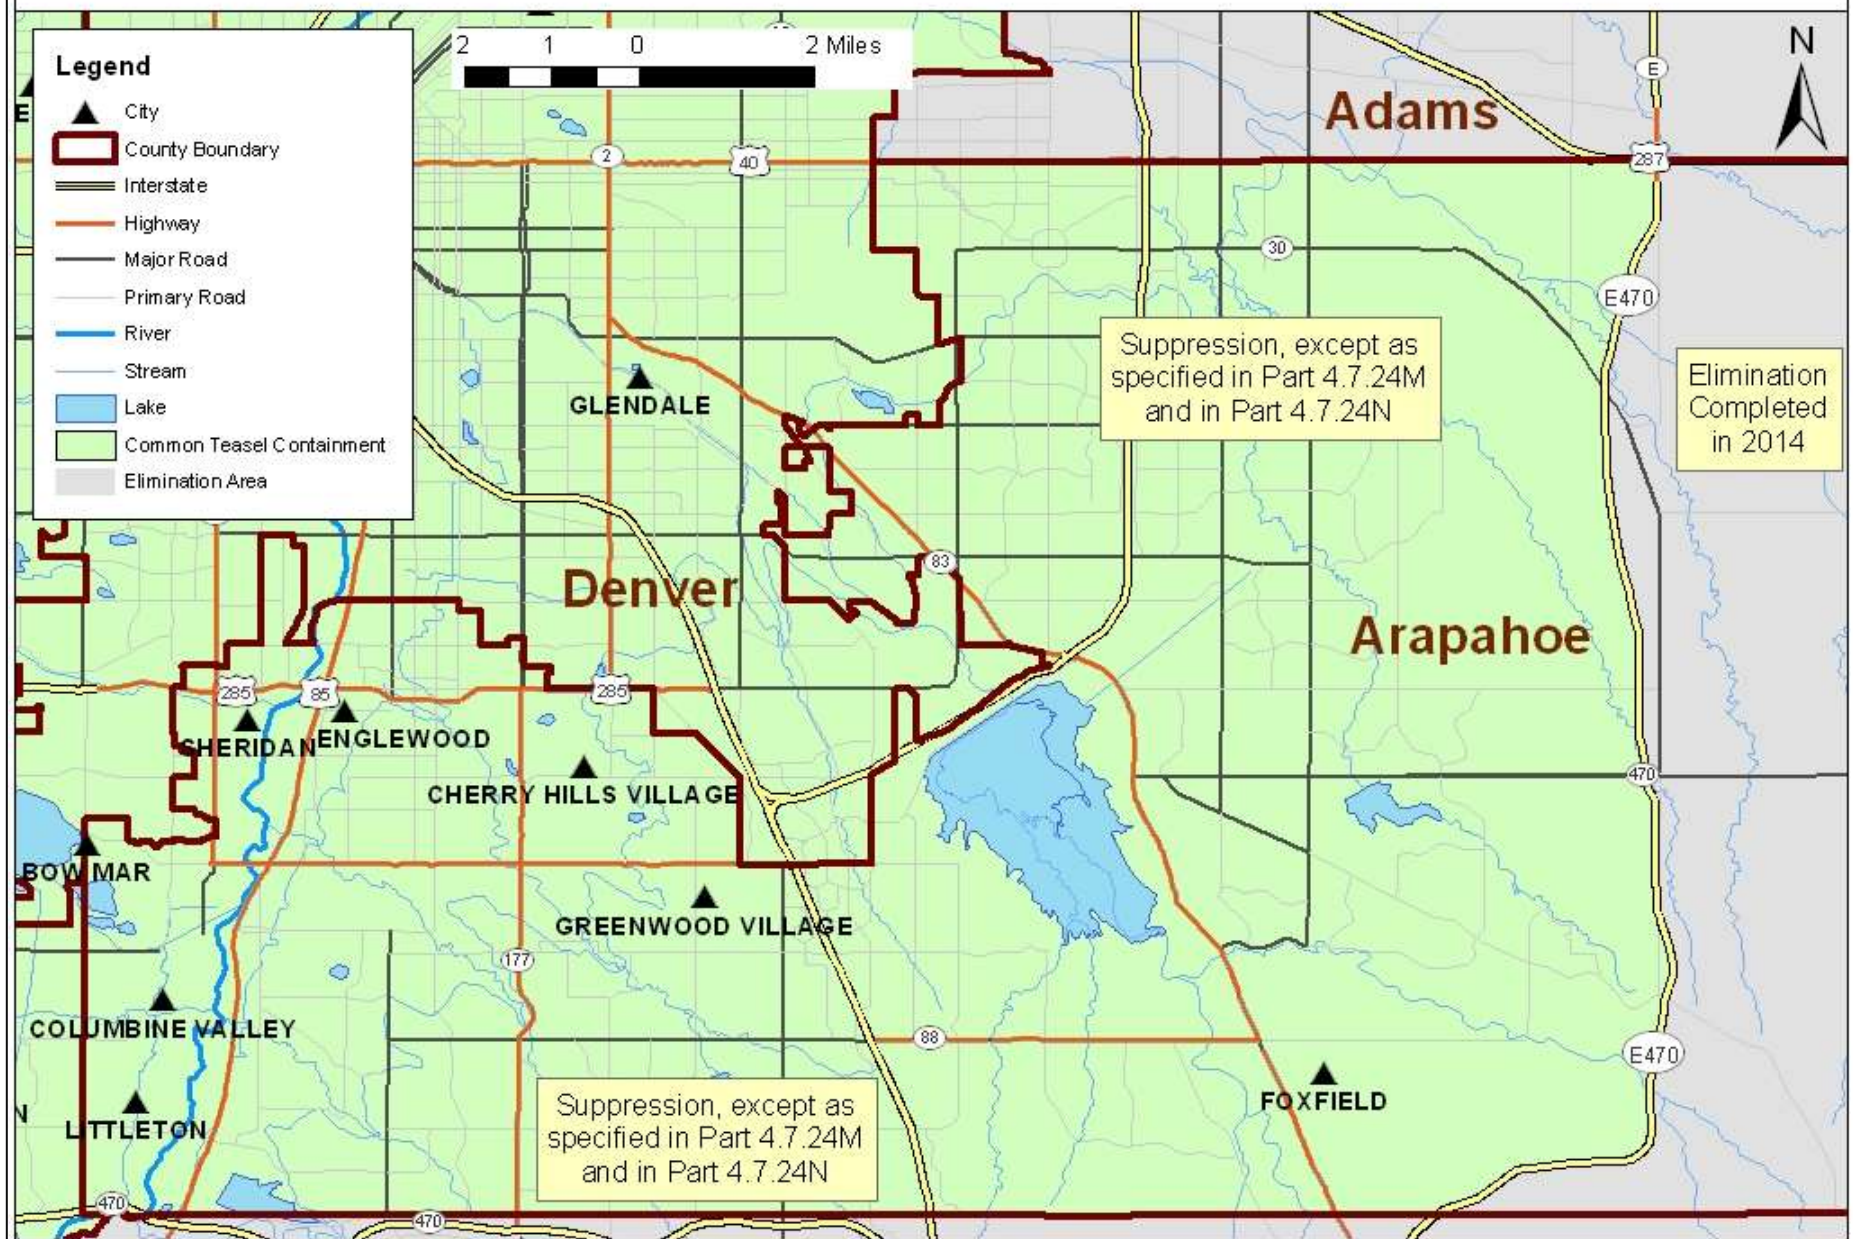 Legend
City
County Boundary
Interstate
Highway
Major Road
Primary Road
River
Stream
Lake
Common Teasel Containment
Elimination Area
2 1 0 2 Miles
N
E
Adams
E
2
40
287
30
E470
Suppression, except as
specified in Part 4.7.24M
and in Part 4.7.24N
Elimination
Completed
in 2014
GLENDALE
83
Denver
Arapahoe
285
85
285
SHERIDAN
ENGLEWOOD
CHERRY HILLS VILLAGE
470
BOW MAR
GREENWOOD VILLAGE
177
COLUMBINE VALLEY
88
E470
FOXFIELD
N
LITTLETON
Suppression, except as
specified in Part 4.7.24M
and in Part 4.7.24N
470
470